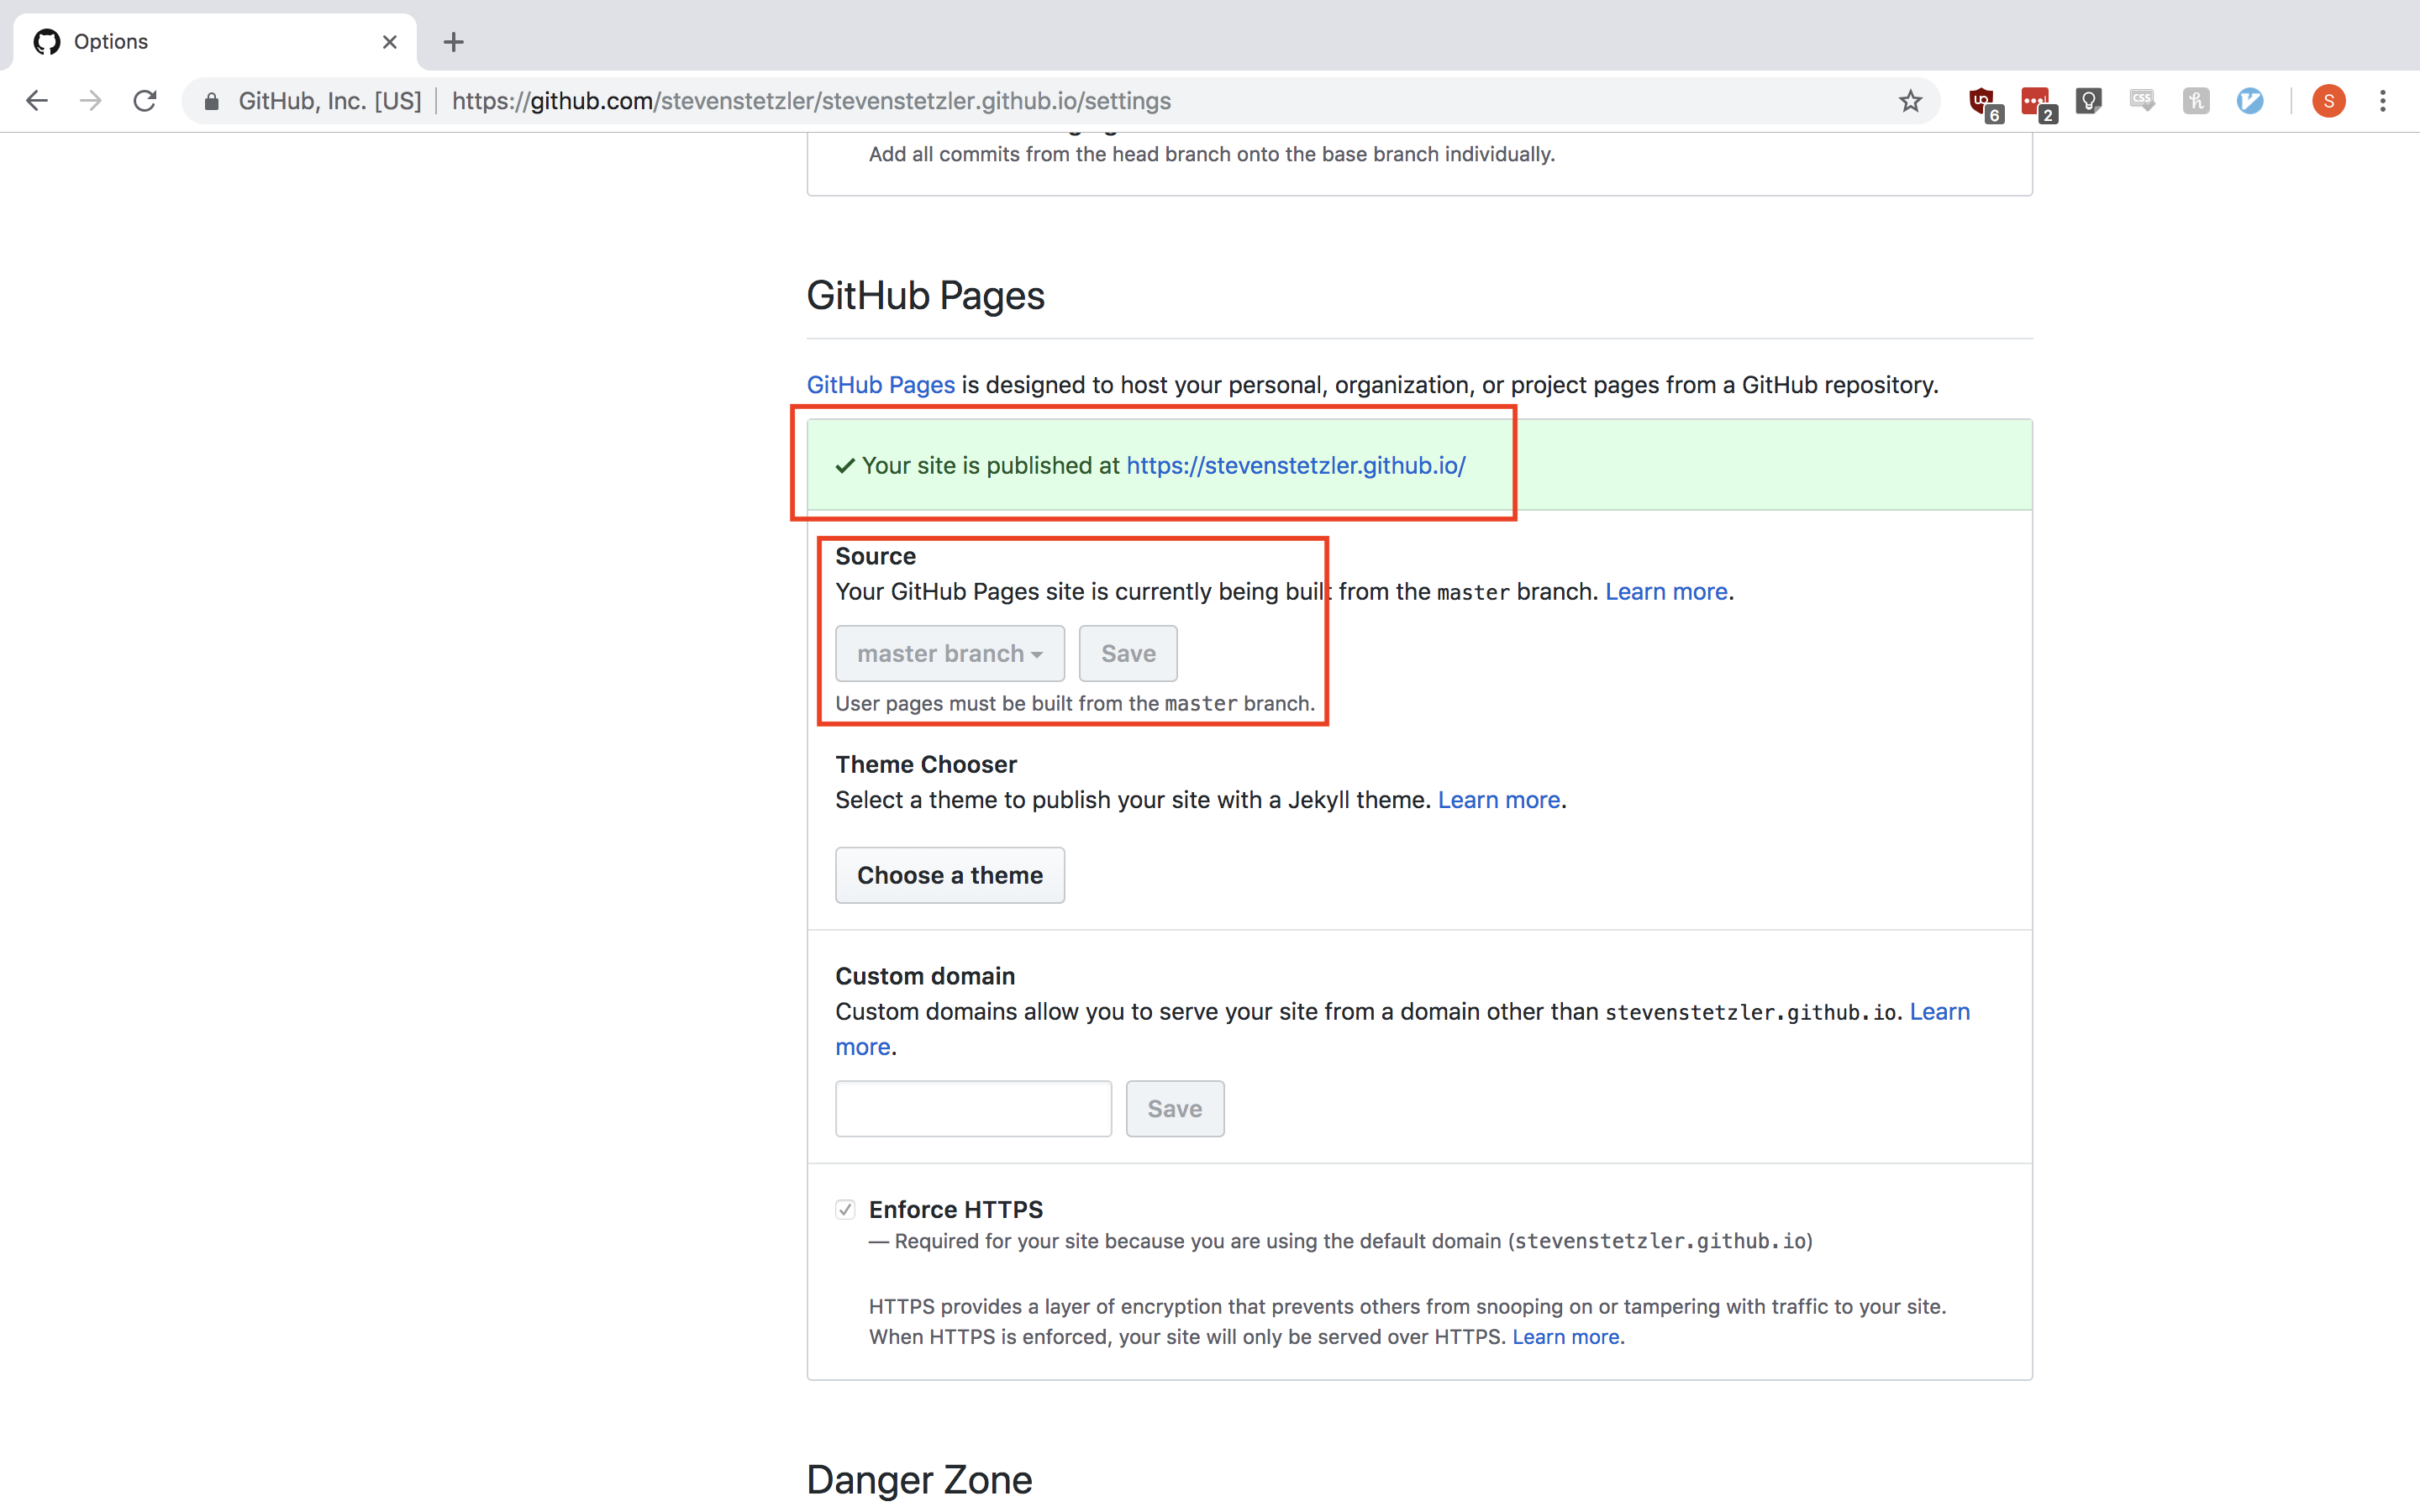 Options
GitHub, Inc. [US] https://github.com/stevenstetzler/stevenstetzler.github.io/settings
6
2
S
Add all commits from the head branch onto the base branch individually.
GitHub Pages
GitHub Pages is designed to host your personal, organization, or project pages from a GitHub repository.
Your site is published at https://stevenstetzler.github.io/
Source
Your GitHub Pages site is currently being built from the master branch. Learn more.
master branch Save
User pages must be built from the master branch.
Theme Chooser
Select a theme to publish your site with a Jekyll theme. Learn more.
Choose a theme
Custom domain
Custom domains allow you to serve your site from a domain other than stevenstetzler.github.io. Learn
more.
Save
Enforce HTTPS
— Required for your site because you are using the default domain (stevenstetzler.github.io)
HTTPS provides a layer of encryption that prevents others from snooping on or tampering with traffic to your site.
When HTTPS is enforced, your site will only be served over HTTPS. Learn more.
Danger Zone